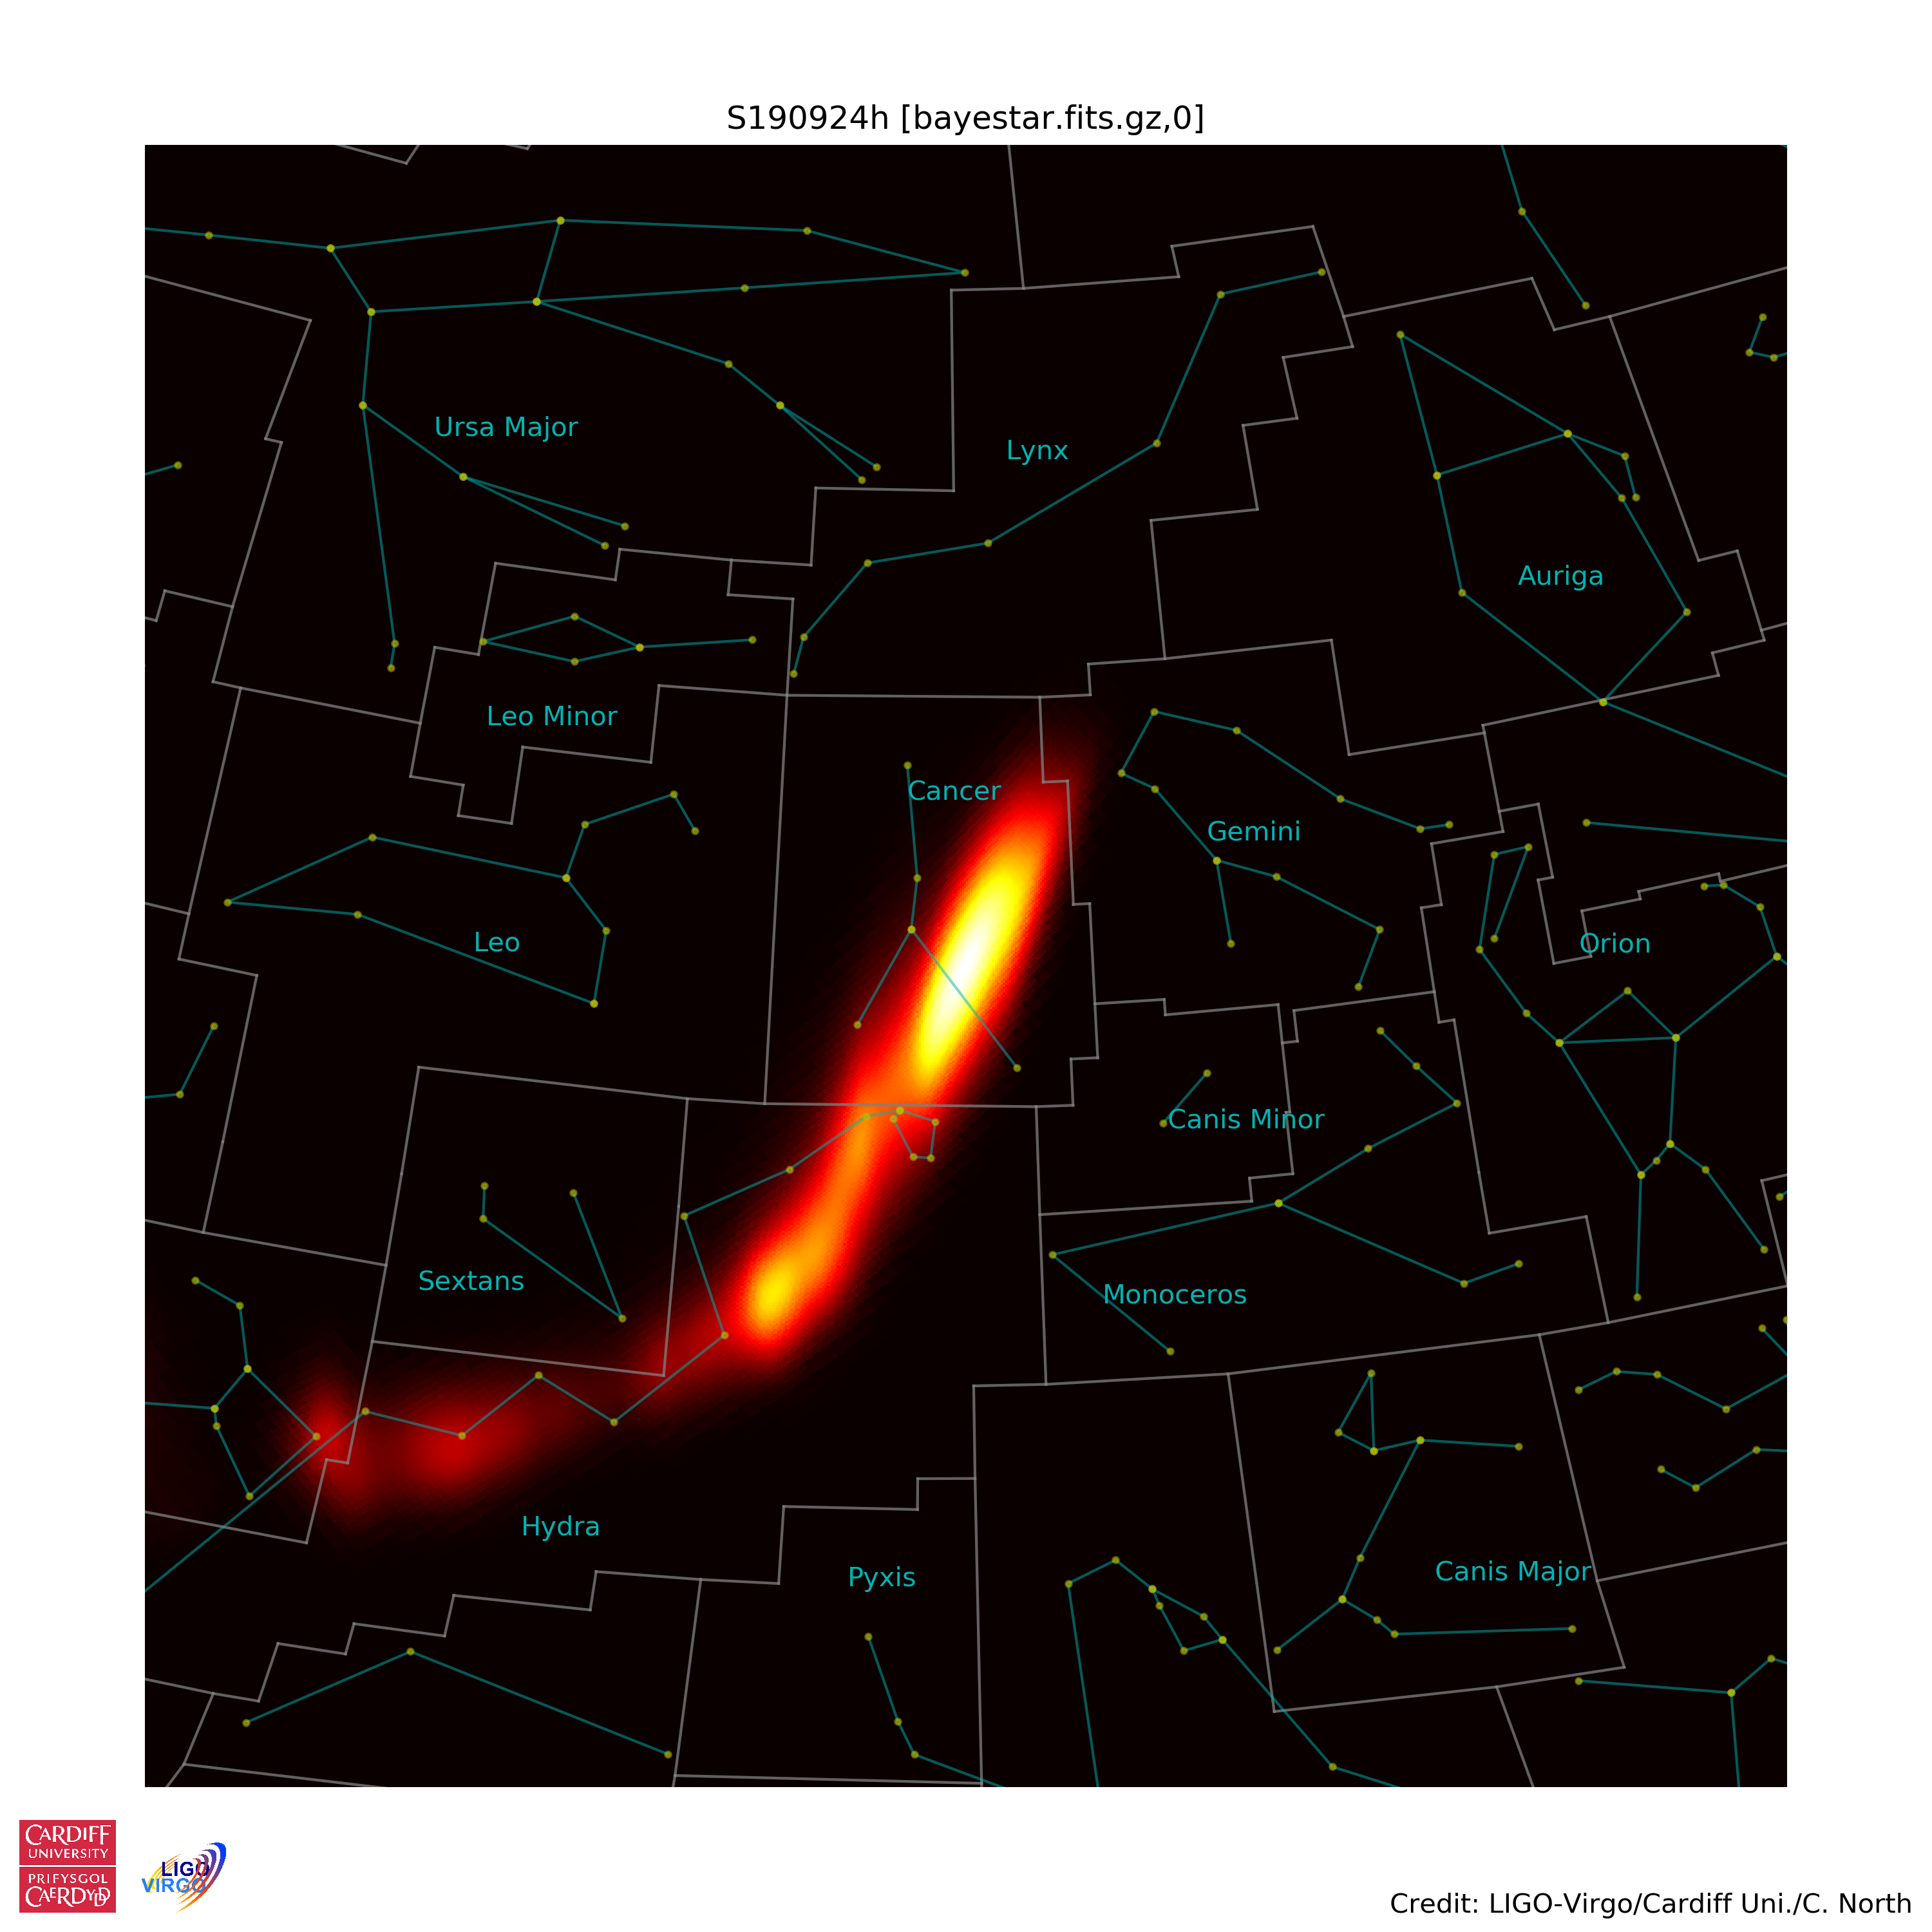 S190924h [bayestar.fits.gz,0]
Ursa Major
Lynx
Auriga
Leo Minor
Cancer
Gemini
Leo
Orion
Canis Minor
Sextans
Monoceros
Hydra
Pyxis
Canis Major
CARDIFF
UNIVERSITY
PRIFYSGOL
CAERDYDD
LIGO
VIRGO
Credit: LIGO-Virgo/Cardiff Uni./C. North